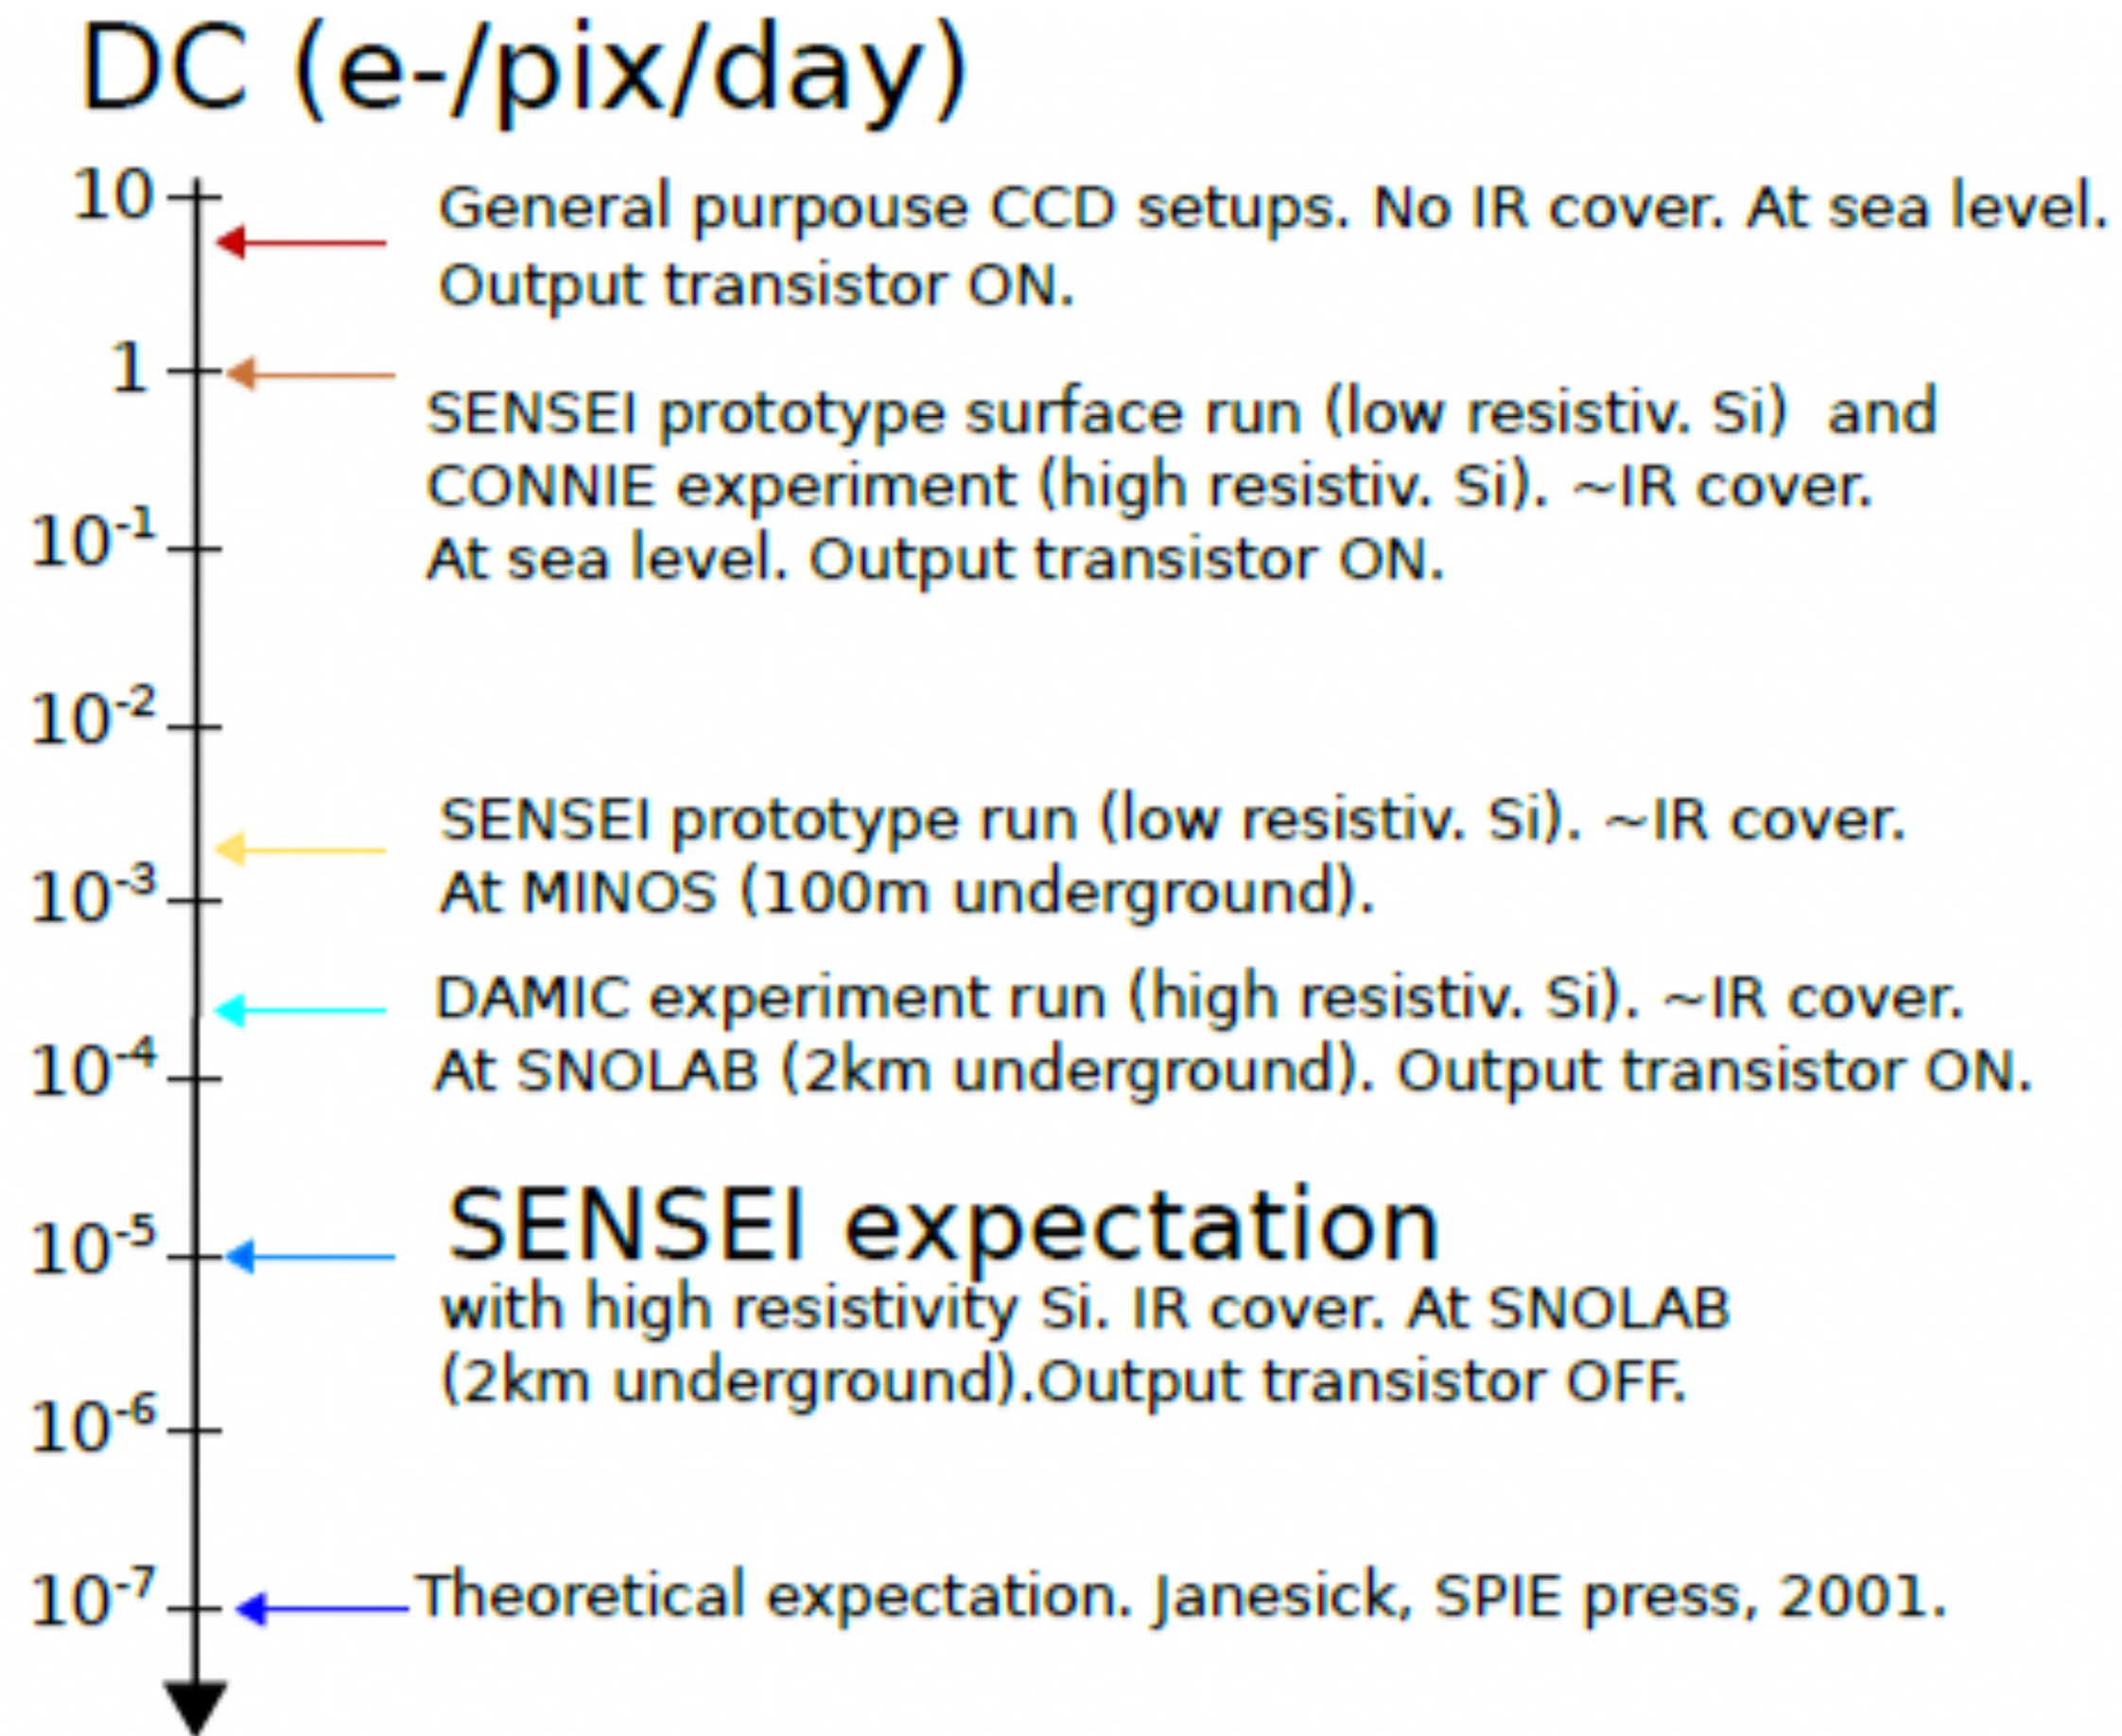 DC (e-/pix/day)
10
General purpouse CCD setups. No IR cover. At sea level.
Output transistor ON.
1
SENSEI prototype surface run (low resistiv. Si)  and
CONNIE experiment (high resistiv. Si). ~IR cover.
10⁻¹
At sea level. Output transistor ON.
10⁻²
SENSEI prototype run (low resistiv. Si). ~IR cover.
10⁻³
At MINOS (100m underground).
DAMIC experiment run (high resistiv. Si). ~IR cover.
10⁻⁴
At SNOLAB (2km underground). Output transistor ON.
10⁻⁵
SENSEI expectation
with high resistivity Si. IR cover. At SNOLAB
(2km underground).Output transistor OFF.
10⁻⁶
10⁻⁷
Theoretical expectation. Janesick, SPIE press, 2001.